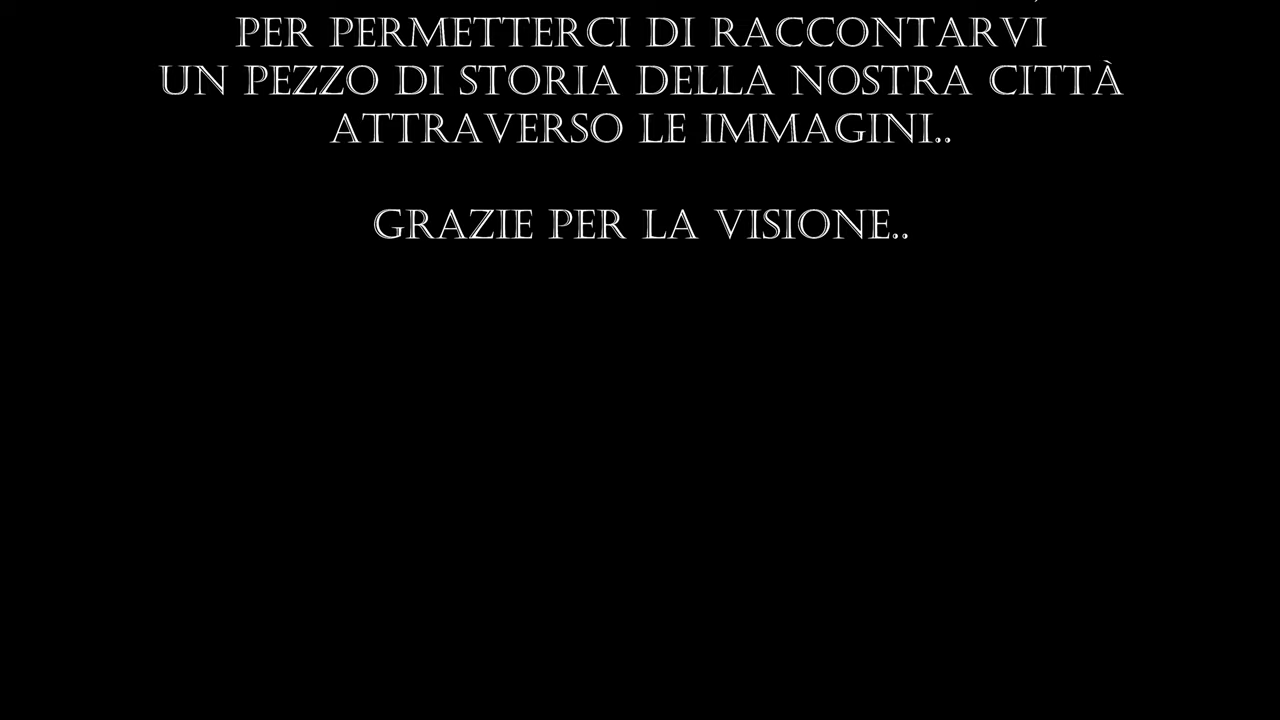 PER PERMETTERCI DI RACCONTARVI
UN PEZZO DI STORIA DELLA NOSTRA CITTÀ
ATTRAVERSO LE IMMAGINI..
GRAZIE PER LA VISIONE..